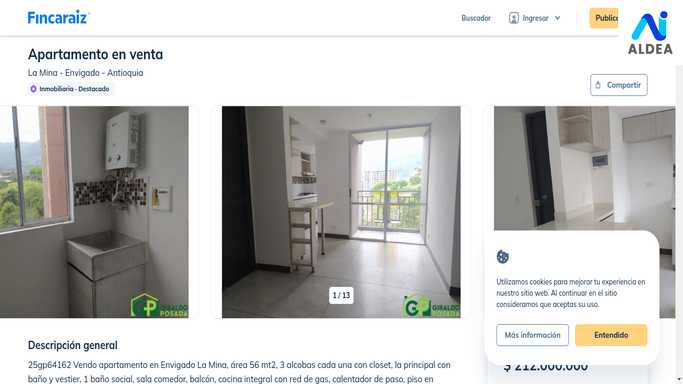 Fincaraiz
Buscador
Ingresar
Publica
ALDEA
Apartamento en venta
La Mina - Envigado - Antioquia
Inmobiliaria - Destacado
Compartir
GIRALDO
POSADA
1 / 13
GIRALDO
POSADA
Utilizamos cookies para mejorar tu experiencia en
nuestro sitio web. Al continuar en el sitio
consideramos que aceptas su uso.
Más información
Entendido
$ 212.000.000
Descripción general
25gp64162 Vendo apartamento en Envigado La Mina, área 56 mt2, 3 alcobas cada una con closet, la principal con
baño y vestier, 1 baño social, sala comedor, balcón, cocina integral con red de gas, calentador de paso, piso en